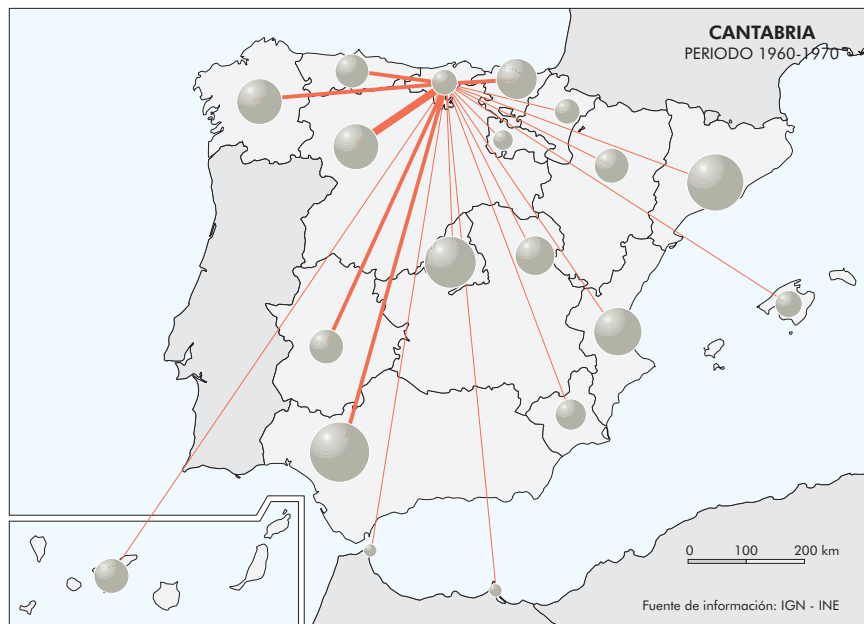 CANTABRIA
PERIODO 1960-1970
0 100 200 km
Fuente de información: IGN - INE